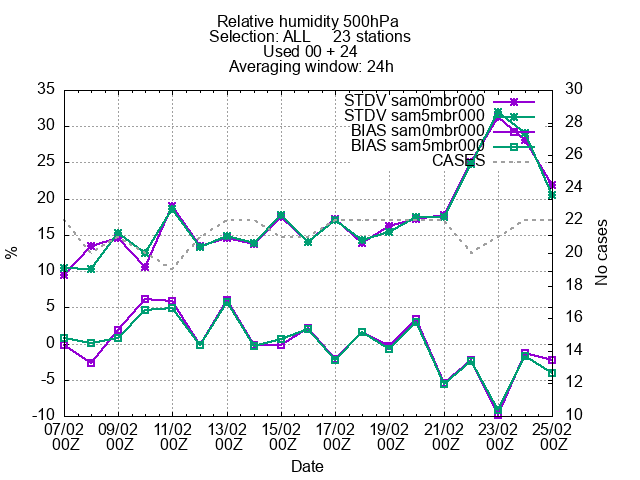 Relative humidity 500hPa
Selection: ALL 23 stations
Used 00 + 24
Averaging window: 24h
STDV sam0mbr000
STDV sam5mbr000
BIAS sam0mbr000
BIAS sam5mbr000
CASES
35
30
25
20
15
10
5
0
-5
-10
%
30
28
26
24
22
20
18
16
14
12
10
No cases
07/02 09/02 11/02 13/02 15/02 17/02 19/02 21/02 23/02 25/02
00Z 00Z 00Z 00Z 00Z 00Z 00Z 00Z 00Z 00Z
Date